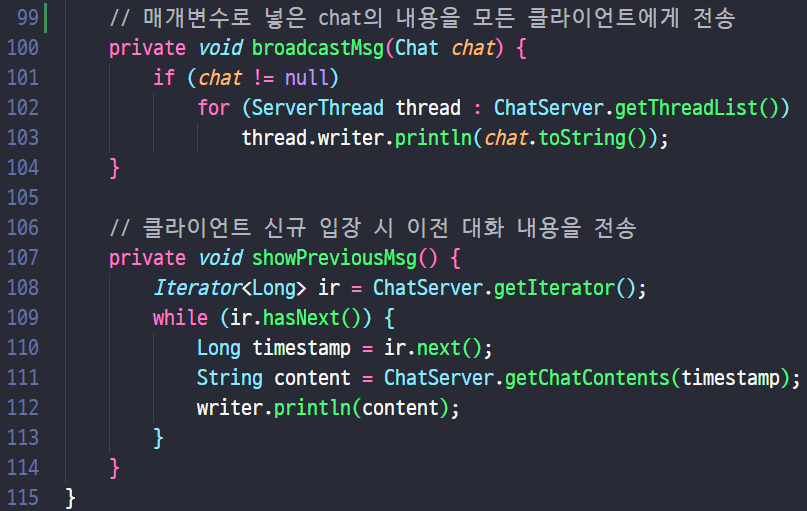 99 // 매개변수로 넣은 chat의 내용을 모든 클라이언트에게 전송
100 private void broadcastMsg(Chat chat) {
101 if (chat != null)
102 for (ServerThread thread : ChatServer.getThreadList())
103 thread.writer.println(chat.toString());
104 }
105
106 // 클라이언트 신규 입장 시 이전 대화 내용을 전송
107 private void showPreviousMsg() {
108 Iterator<Long> ir = ChatServer.getIterator();
109 while (ir.hasNext()) {
110 Long timestamp = ir.next();
111 String content = ChatServer.getChatContents(timestamp);
112 writer.println(content);
113 }
114 }
115 }